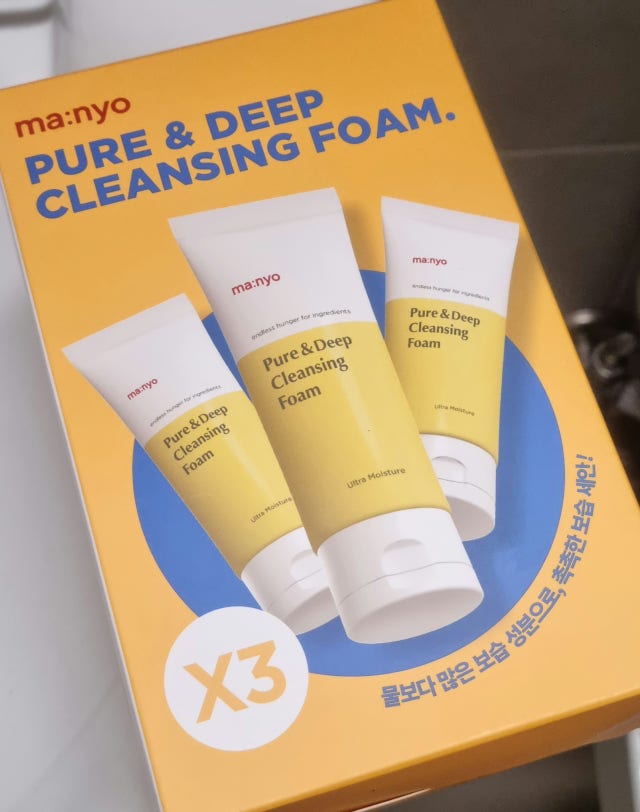 ma:nyo
PURE & DEEP
CLEANSING FOAM.
ma:nyo
endless hunger for ingredients
Pure & Deep
Cleansing
Foam
Ultra Moisture
ma:nyo
endless hunger for ingredients
Pure & Deep
Cleansing
Foam
Ultra Moisture
ma:nyo
endless hunger for ingredients
Pure & Deep
Cleansing
Foam
Ultra Moisture
X3
물보다 많은 보습 성분으로, 촉촉한 보습 세안!